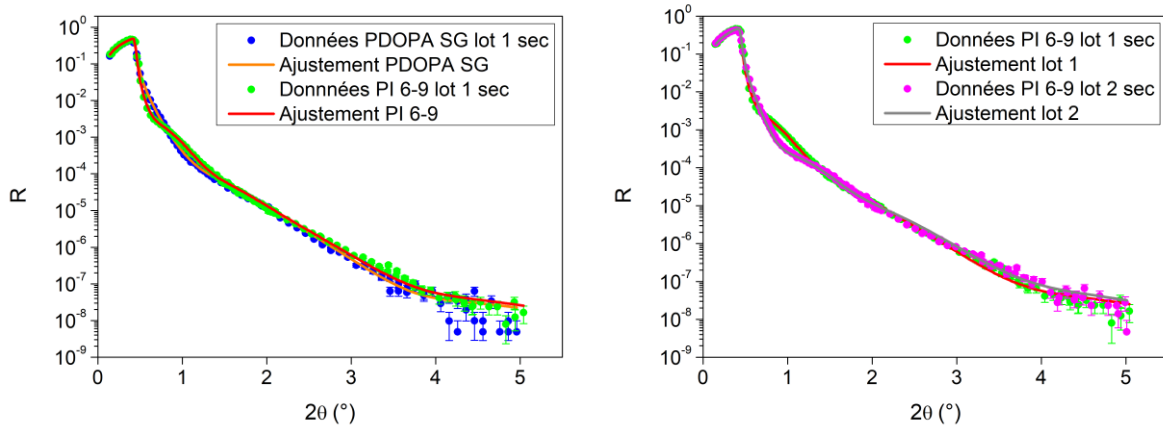 10⁰
10⁻¹
10⁻²
10⁻³
10⁻⁴
10⁻⁵
10⁻⁶
10⁻⁷
10⁻⁸
10⁻⁹
R
Données PDOPA SG lot 1 sec
Ajustement PDOPA SG
Donnnées PI 6-9 lot 1 sec
Ajustement PI 6-9
0 1 2 3 4 5
2θ (°)
10⁰
10⁻¹
10⁻²
10⁻³
10⁻⁴
10⁻⁵
10⁻⁶
10⁻⁷
10⁻⁸
10⁻⁹
R
Données PI 6-9 lot 1 sec
Ajustement lot 1
Données PI 6-9 lot 2 sec
Ajustement lot 2
0 1 2 3 4 5
2θ (°)